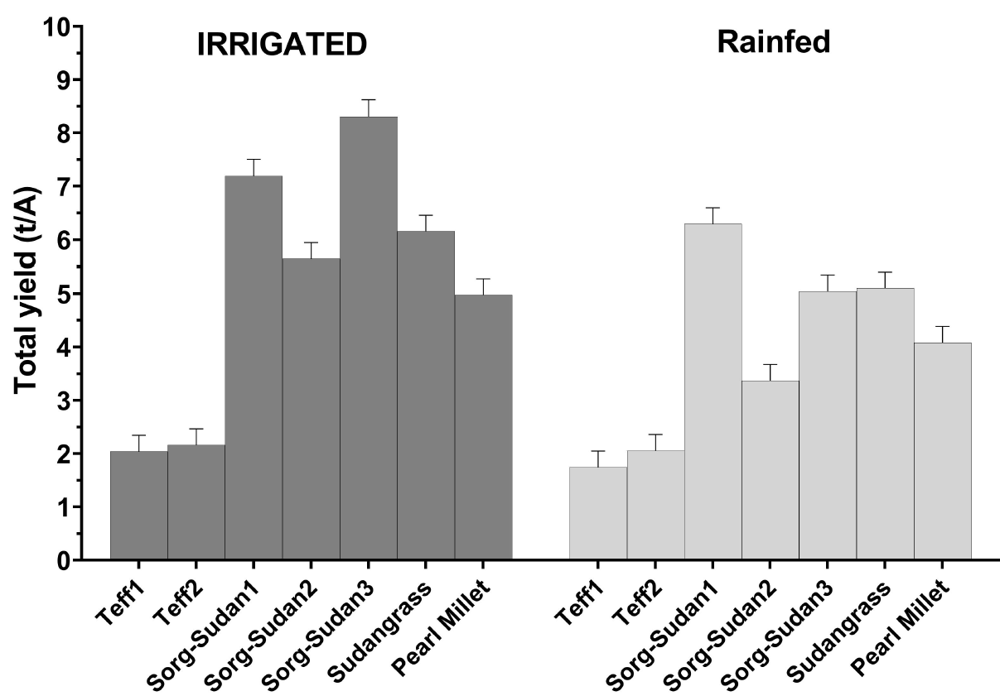 IRRIGATED
Rainfed
Total yield (t/A)
10
9
8
7
6
5
4
3
2
1
0
Teff1
Teff2
Sorg-Sudan1
Sorg-Sudan2
Sorg-Sudan3
Sudangrass
Pearl Millet
Teff1
Teff2
Sorg-Sudan1
Sorg-Sudan2
Sorg-Sudan3
Sudangrass
Pearl Millet